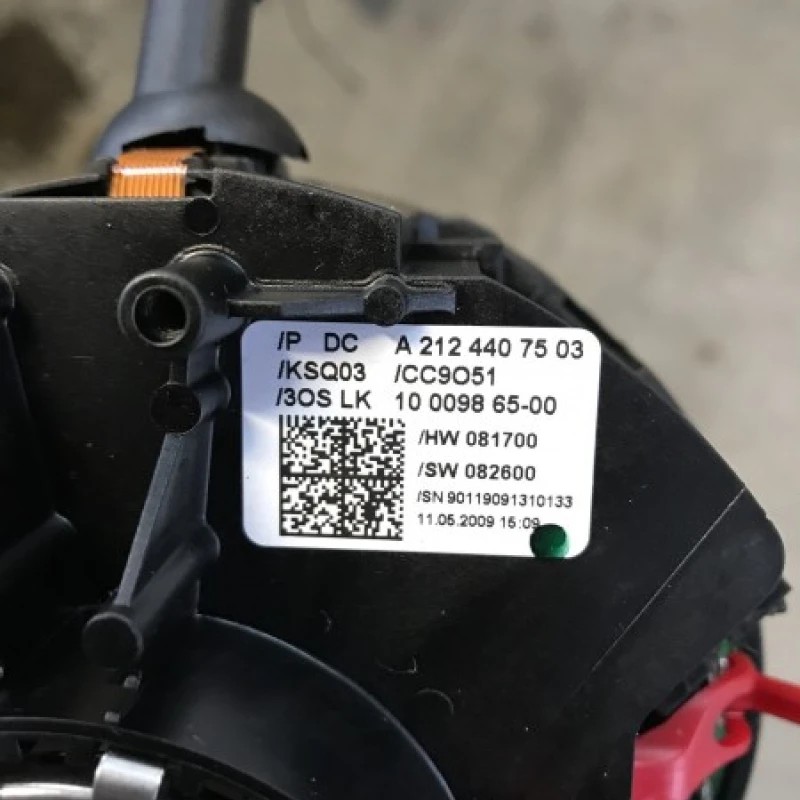 /P DC A 212 440 75 03
/KSQ03 /CC9O51
/3OS LK 10 0098 65-00
/HW 081700
/SW 082600
/SN 90119091310133
11.05.2009 15:09